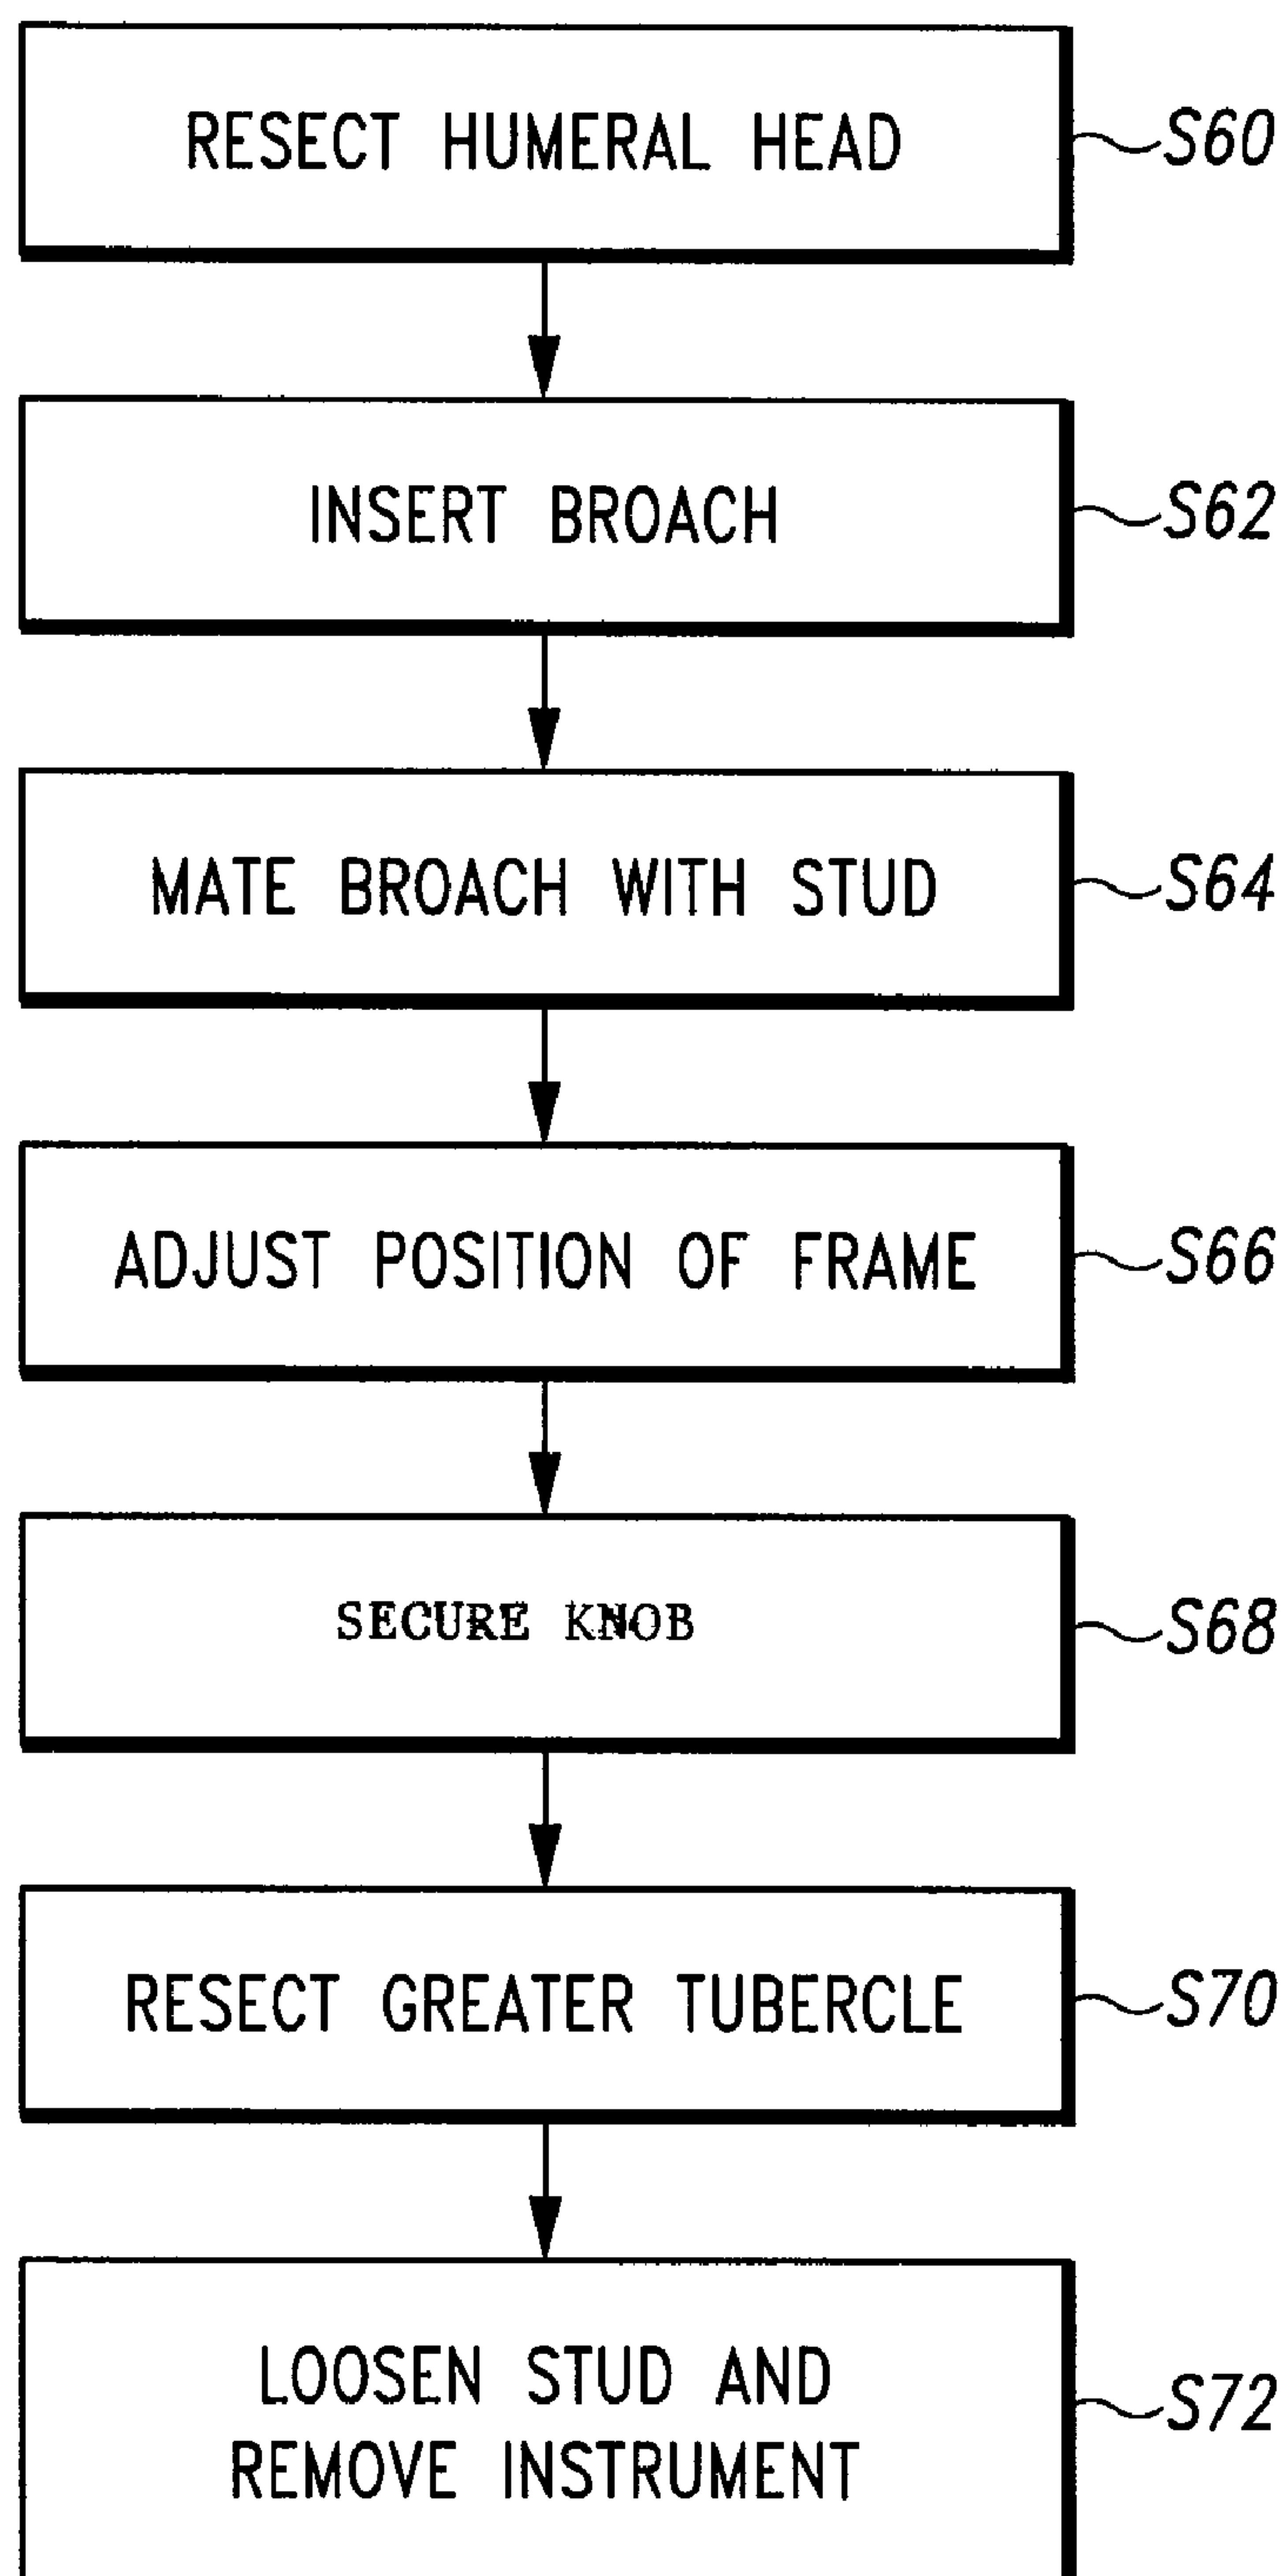 RESECT HUMERAL HEAD
S60
INSERT BROACH
S62
MATE BROACH WITH STUD
S64
ADJUST POSITION OF FRAME
S66
SECURE KNOB
S68
RESECT GREATER TUBERCLE
S70
LOOSEN STUD AND
REMOVE INSTRUMENT
S72